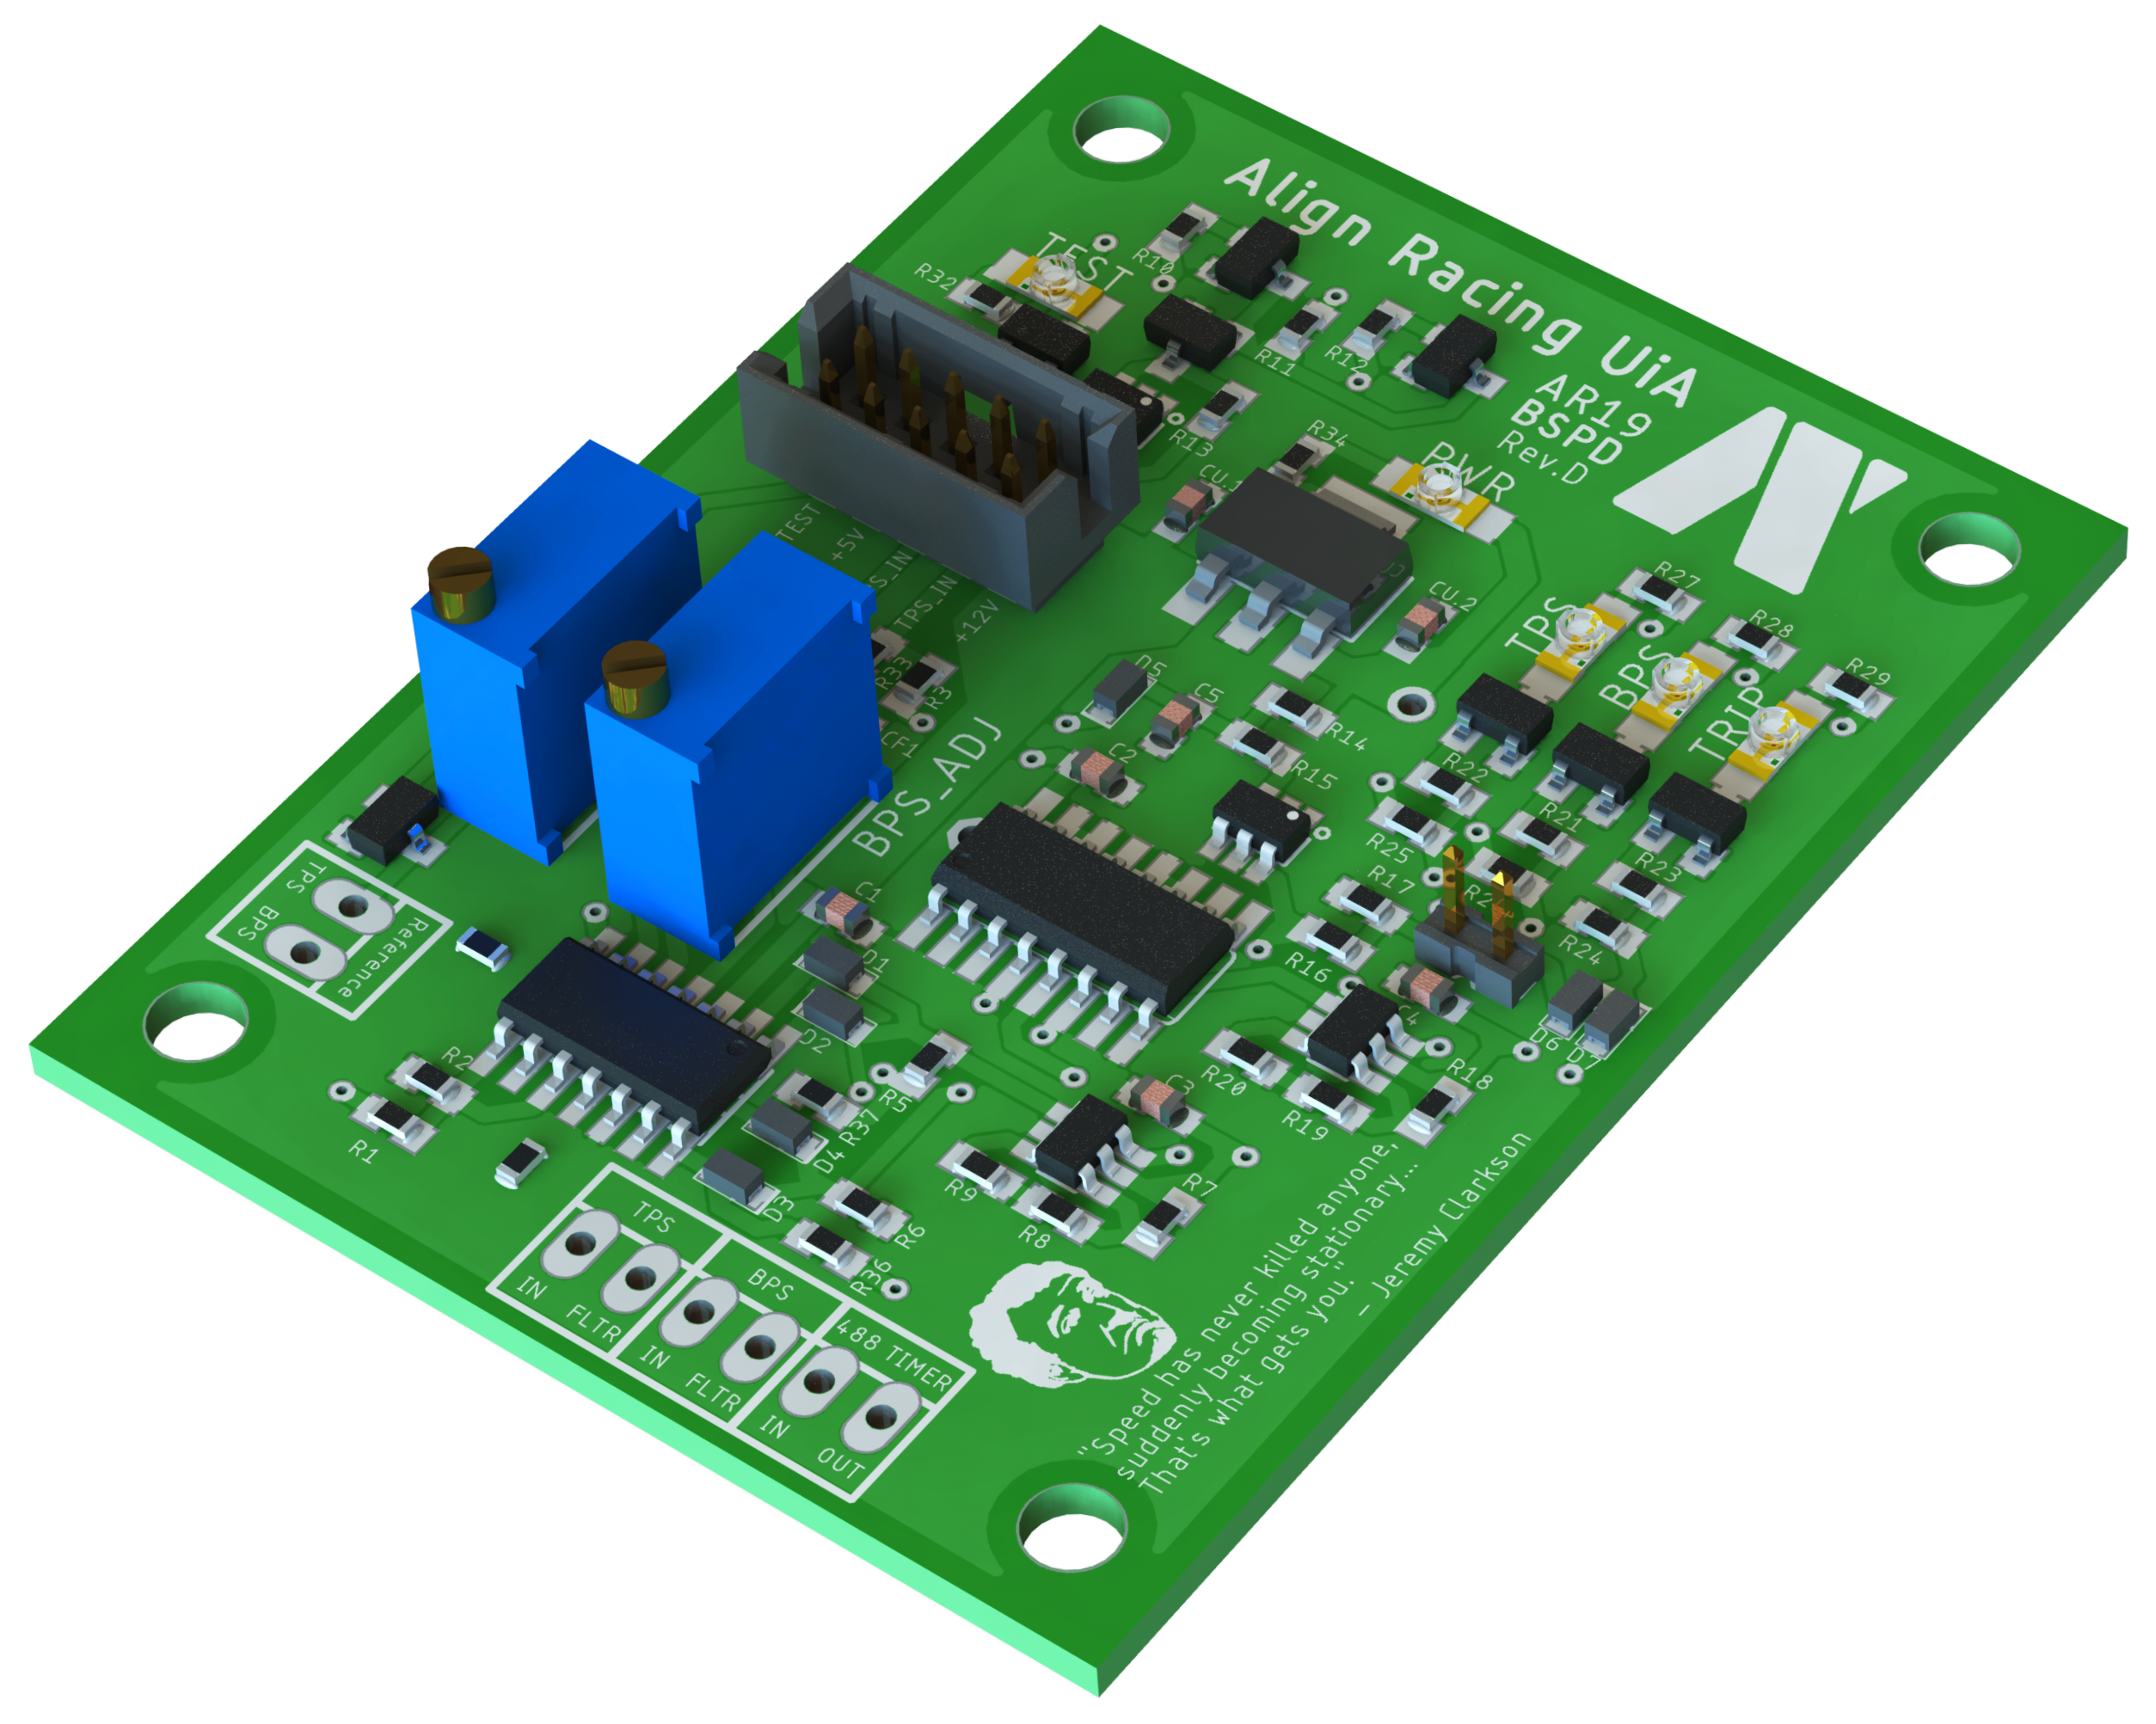 Align Racing UiA
AR19
BSPD
Rev.D
TEST
R32
R10
R11
R12
R13
R34
PWR
CU.1
CU.2
TEST
+5V
S_IN
TPS_IN
+12V
R33
R3
CF1
BPS_ADJ
D5
C5
C2
R14
R15
TPS
BPS
TRIP
R27
R28
R29
R22
R21
R25
R23
R17
R24
R16
C4
D6
D7
R20
R19
R18
C1
D1
D2
R5
R37
D4
D3
C3
R9
R8
R7
R6
R36
R2
R1
TPS
BPS
Reference
TPS
IN
FLTR
BPS
IN
FLTR
488 TIMER
IN
OUT
"Speed has never killed anyone,
suddenly becoming stationary...
That's what gets you."
— Jeremy Clarkson